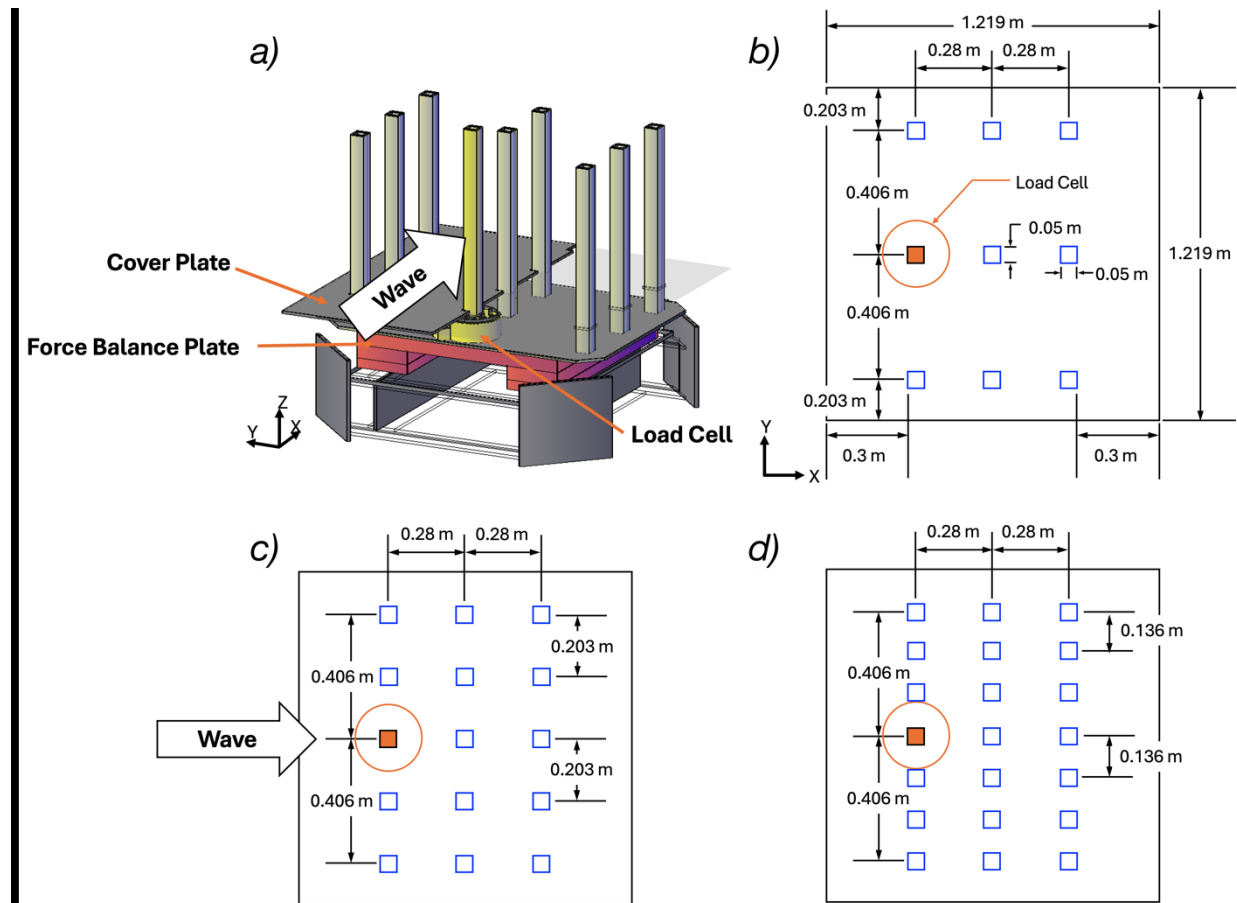 a)
Cover Plate
Wave
Force Balance Plate
Load Cell
Z
Y
X
b)
1.219 m
0.28 m
0.28 m
0.203 m
0.406 m
Load Cell
0.05 m
0.05 m
1.219 m
0.406 m
0.203 m
0.3 m
0.3 m
Y
X
c)
0.28 m
0.28 m
0.406 m
0.203 m
Wave
0.406 m
0.203 m
d)
0.28 m
0.28 m
0.136 m
0.406 m
0.136 m
0.406 m